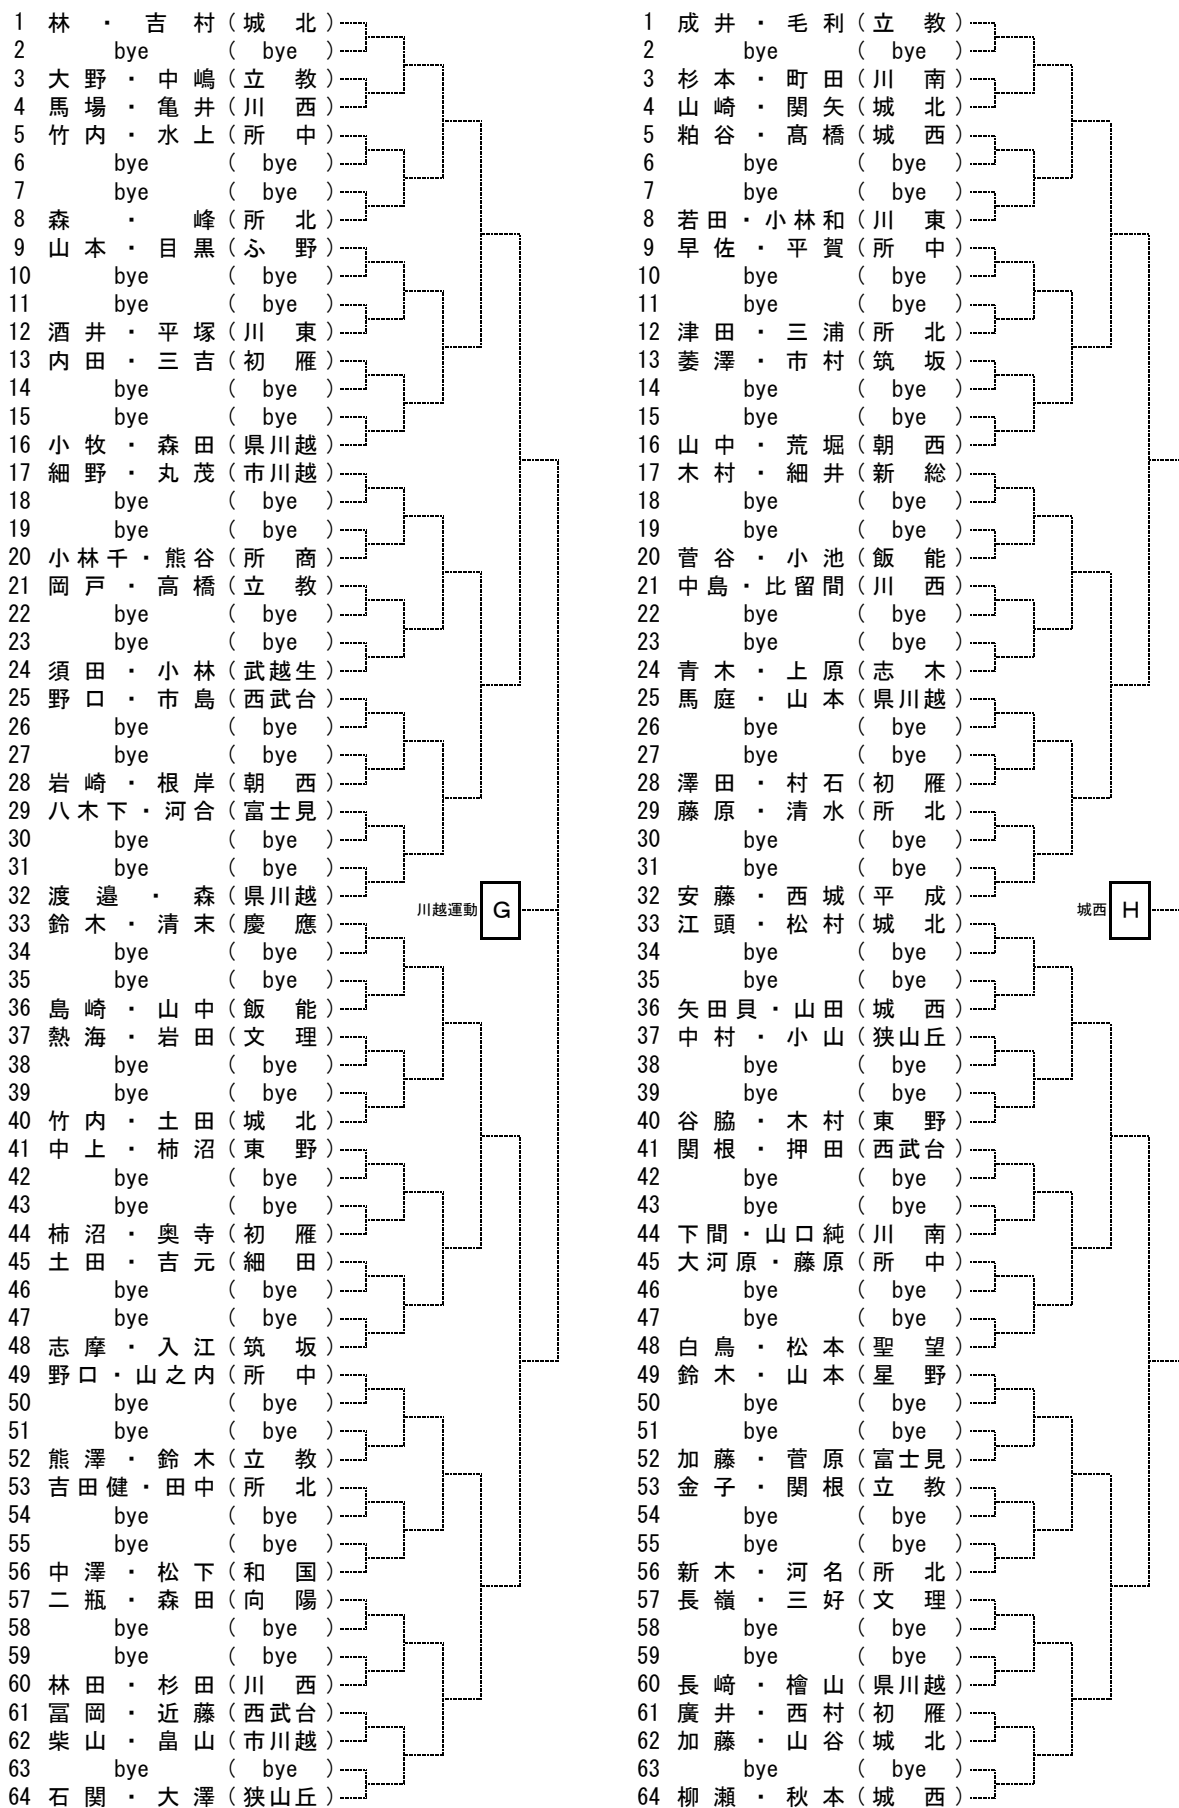 1 林・吉村(城北)
2 bye (bye)
3 大野・中嶋(立教)
4 馬場・亀井(川西)
5 竹内・水上(所中)
6 bye (bye)
7 bye (bye)
8 森・峰(所北)
9 山本・目黒(ふ野)
10 bye (bye)
11 bye (bye)
12 酒井・平塚(川東)
13 内田・三吉(初雁)
14 bye (bye)
15 bye (bye)
16 小牧・森田(県川越)
17 細野・丸茂(市川越)
18 bye (bye)
19 bye (bye)
20 小林千・熊谷(所商)
21 岡戸・高橋(立教)
22 bye (bye)
23 bye (bye)
24 須田・小林(武越生)
25 野口・市島(西武台)
26 bye (bye)
27 bye (bye)
28 岩崎・根岸(朝西)
29 八木下・河合(富士見)
30 bye (bye)
31 bye (bye)
32 渡邉・森(県川越)
33 鈴木・清末(慶應)
34 bye (bye)
35 bye (bye)
36 島崎・山中(飯能)
37 熱海・岩田(文理)
38 bye (bye)
39 bye (bye)
40 竹内・土田(城北)
41 中上・柿沼(東野)
42 bye (bye)
43 bye (bye)
44 柿沼・奥寺(初雁)
45 土田・吉元(細田)
46 bye (bye)
47 bye (bye)
48 志摩・入江(筑坂)
49 野口・山之内(所中)
50 bye (bye)
51 bye (bye)
52 熊澤・鈴木(立教)
53 吉田健・田中(所北)
54 bye (bye)
55 bye (bye)
56 中澤・松下(和国)
57 二瓶・森田(向陽)
58 bye (bye)
59 bye (bye)
60 林田・杉田(川西)
61 冨岡・近藤(西武台)
62 柴山・畠山(市川越)
63 bye (bye)
64 石関・大澤(狭山丘)
川越運動 G
1 成井・毛利(立教)
2 bye (bye)
3 杉本・町田(川南)
4 山崎・関矢(城北)
5 粕谷・髙橋(城西)
6 bye (bye)
7 bye (bye)
8 若田・小林和(川東)
9 早佐・平賀(所中)
10 bye (bye)
11 bye (bye)
12 津田・三浦(所北)
13 萎澤・市村(筑坂)
14 bye (bye)
15 bye (bye)
16 山中・荒堀(朝西)
17 木村・細井(新総)
18 bye (bye)
19 bye (bye)
20 菅谷・小池(飯能)
21 中島・比留間(川西)
22 bye (bye)
23 bye (bye)
24 青木・上原(志木)
25 馬庭・山本(県川越)
26 bye (bye)
27 bye (bye)
28 澤田・村石(初雁)
29 藤原・清水(所北)
30 bye (bye)
31 bye (bye)
32 安藤・西城(平成)
33 江頭・松村(城北)
34 bye (bye)
35 bye (bye)
36 矢田貝・山田(城西)
37 中村・小山(狭山丘)
38 bye (bye)
39 bye (bye)
40 谷脇・木村(東野)
41 関根・押田(西武台)
42 bye (bye)
43 bye (bye)
44 下間・山口純(川南)
45 大河原・藤原(所中)
46 bye (bye)
47 bye (bye)
48 白鳥・松本(聖望)
49 鈴木・山本(星野)
50 bye (bye)
51 bye (bye)
52 加藤・菅原(富士見)
53 金子・関根(立教)
54 bye (bye)
55 bye (bye)
56 新木・河名(所北)
57 長嶺・三好(文理)
58 bye (bye)
59 bye (bye)
60 長﨑・檜山(県川越)
61 廣井・西村(初雁)
62 加藤・山谷(城北)
63 bye (bye)
64 柳瀬・秋本(城西)
城西 H